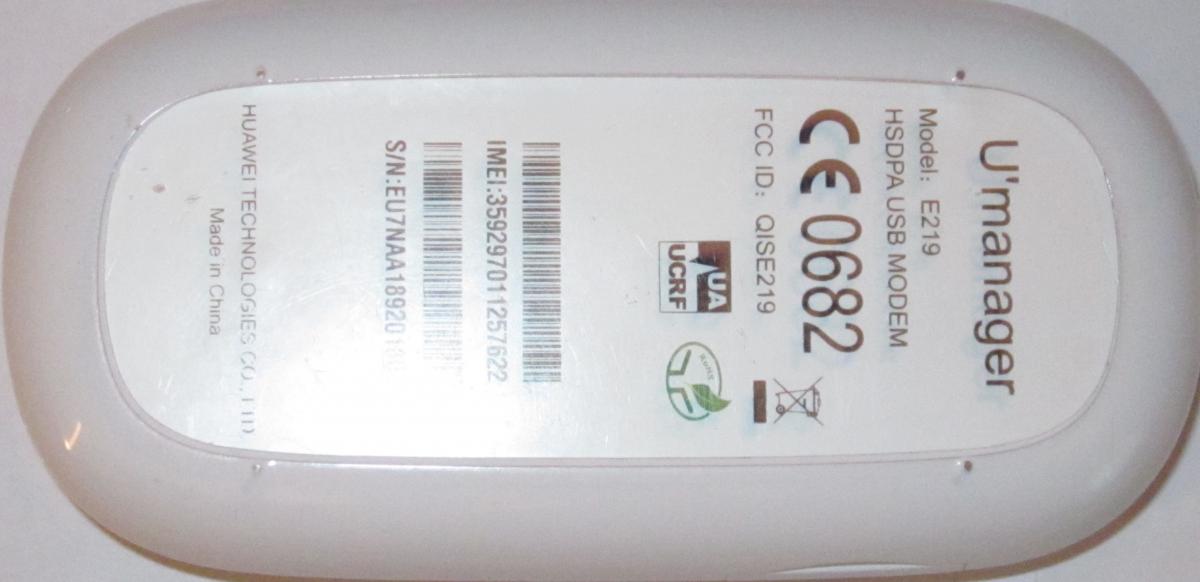 U'manager
Model: E219
HSDPA USB MODEM
CE 0682
FCC ID: QISE219
UA
UCRF
RoHS
IMEI:359297011257622
HUAWEI TECHNOLOGIES CO., LTD
Made in China